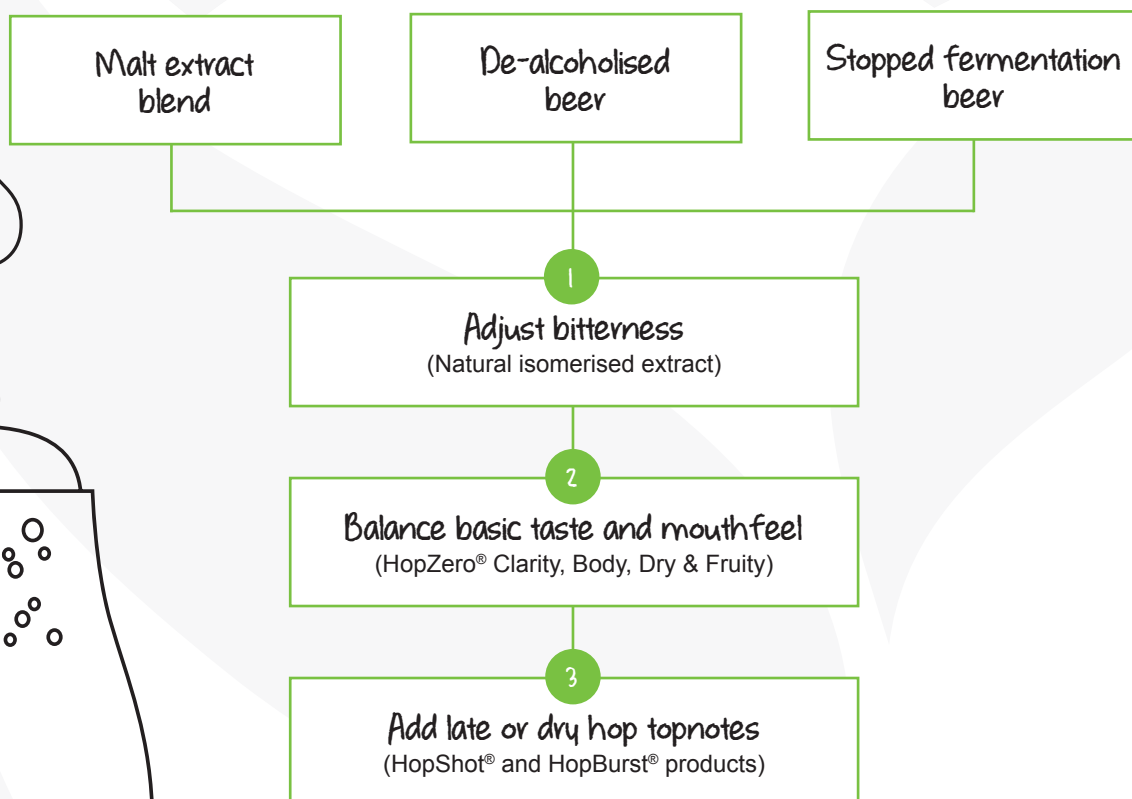 Malt extract
blend
De-alcoholised
beer
Stopped fermentation
beer
1
Adjust bitterness
(Natural isomerised extract)
2
Balance basic taste and mouthfeel
(HopZero® Clarity, Body, Dry & Fruity)
3
Add late or dry hop topnotes
(HopShot® and HopBurst® products)